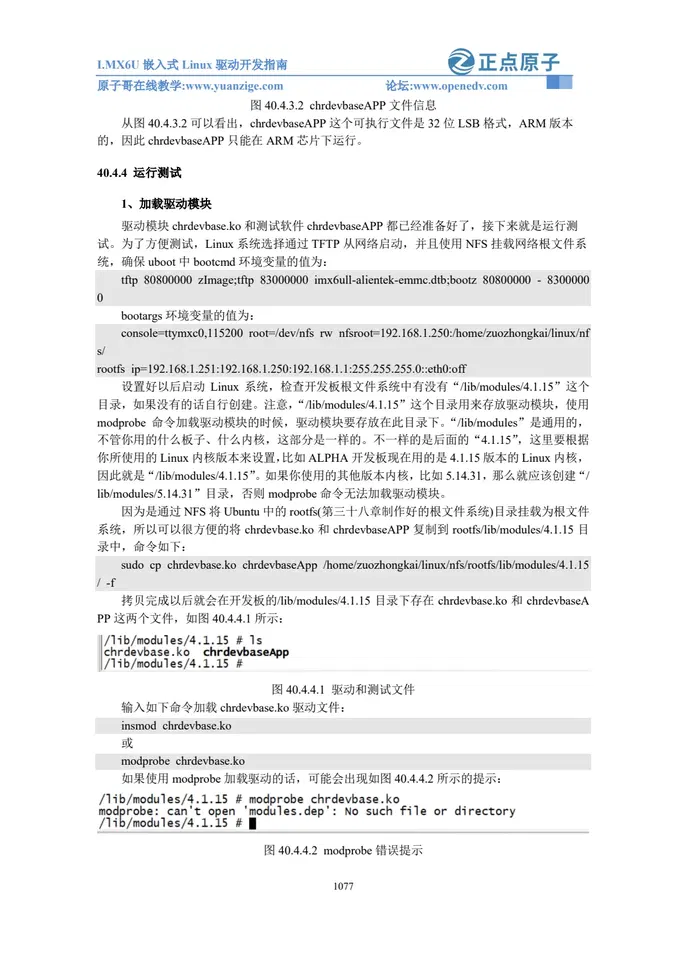 I.MX6U 嵌入式 Linux 驱动开发指南
正点原子
原子哥在线教学:www.yuanzige.com 论坛:www.openedv.com
图 40.4.3.2 chrdevbaseAPP 文件信息
从图 40.4.3.2 可以看出，chrdevbaseAPP 这个可执行文件是 32 位 LSB 格式，ARM 版本
的，因此 chrdevbaseAPP 只能在 ARM 芯片下运行。
40.4.4 运行测试
1、加载驱动模块
驱动模块 chrdevbase.ko 和测试软件 chrdevbaseAPP 都已经准备好了，接下来就是运行测
试。为了方便测试，Linux 系统选择通过 TFTP 从网络启动，并且使用 NFS 挂载网络根文件系
统，确保 uboot 中 bootcmd 环境变量的值为：
tftp 80800000 zImage;tftp 83000000 imx6ull-alientek-emmc.dtb;bootz 80800000 - 8300000
0
bootargs 环境变量的值为：
console=ttymxc0,115200 root=/dev/nfs rw nfsroot=192.168.1.250:/home/zuozhongkai/linux/nf
s/
rootfs ip=192.168.1.251:192.168.1.250:192.168.1.1:255.255.255.0::eth0:off
设置好以后启动 Linux 系统，检查开发板根文件系统中有没有“/lib/modules/4.1.15”这个
目录，如果没有的话自行创建。注意，“/lib/modules/4.1.15”这个目录用来存放驱动模块，使用
modprobe 命令加载驱动模块的时候，驱动模块要存放在此目录下。“/lib/modules”是通用的，
不管你用的什么板子、什么内核，这部分是一样的。不一样的是后面的“4.1.15”，这里要根据
你所使用的 Linux 内核版本来设置，比如 ALPHA 开发板现在用的是 4.1.15 版本的 Linux 内核，
因此就是“/lib/modules/4.1.15”。如果你使用的其他版本内核，比如 5.14.31，那么就应该创建“/
lib/modules/5.14.31”目录，否则 modprobe 命令无法加载驱动模块。
因为是通过 NFS 将 Ubuntu 中的 rootfs(第三十八章制作好的根文件系统)目录挂载为根文件
系统，所以可以很方便的将 chrdevbase.ko 和 chrdevbaseAPP 复制到 rootfs/lib/modules/4.1.15 目
录中，命令如下：
sudo cp chrdevbase.ko chrdevbaseApp /home/zuozhongkai/linux/nfs/rootfs/lib/modules/4.1.15
/ -f
拷贝完成以后就会在开发板的/lib/modules/4.1.15 目录下存在 chrdevbase.ko 和 chrdevbaseA
PP 这两个文件，如图 40.4.4.1 所示：
/lib/modules/4.1.15 # ls
chrdevbase.ko chrdevbaseApp
/lib/modules/4.1.15 #
图 40.4.4.1 驱动和测试文件
输入如下命令加载 chrdevbase.ko 驱动文件：
insmod chrdevbase.ko
或
modprobe chrdevbase.ko
如果使用 modprobe 加载驱动的话，可能会出现如图 40.4.4.2 所示的提示：
/lib/modules/4.1.15 # modprobe chrdevbase.ko
modprobe: can't open 'modules.dep': No such file or directory
/lib/modules/4.1.15 #
图 40.4.4.2 modprobe 错误提示
1077